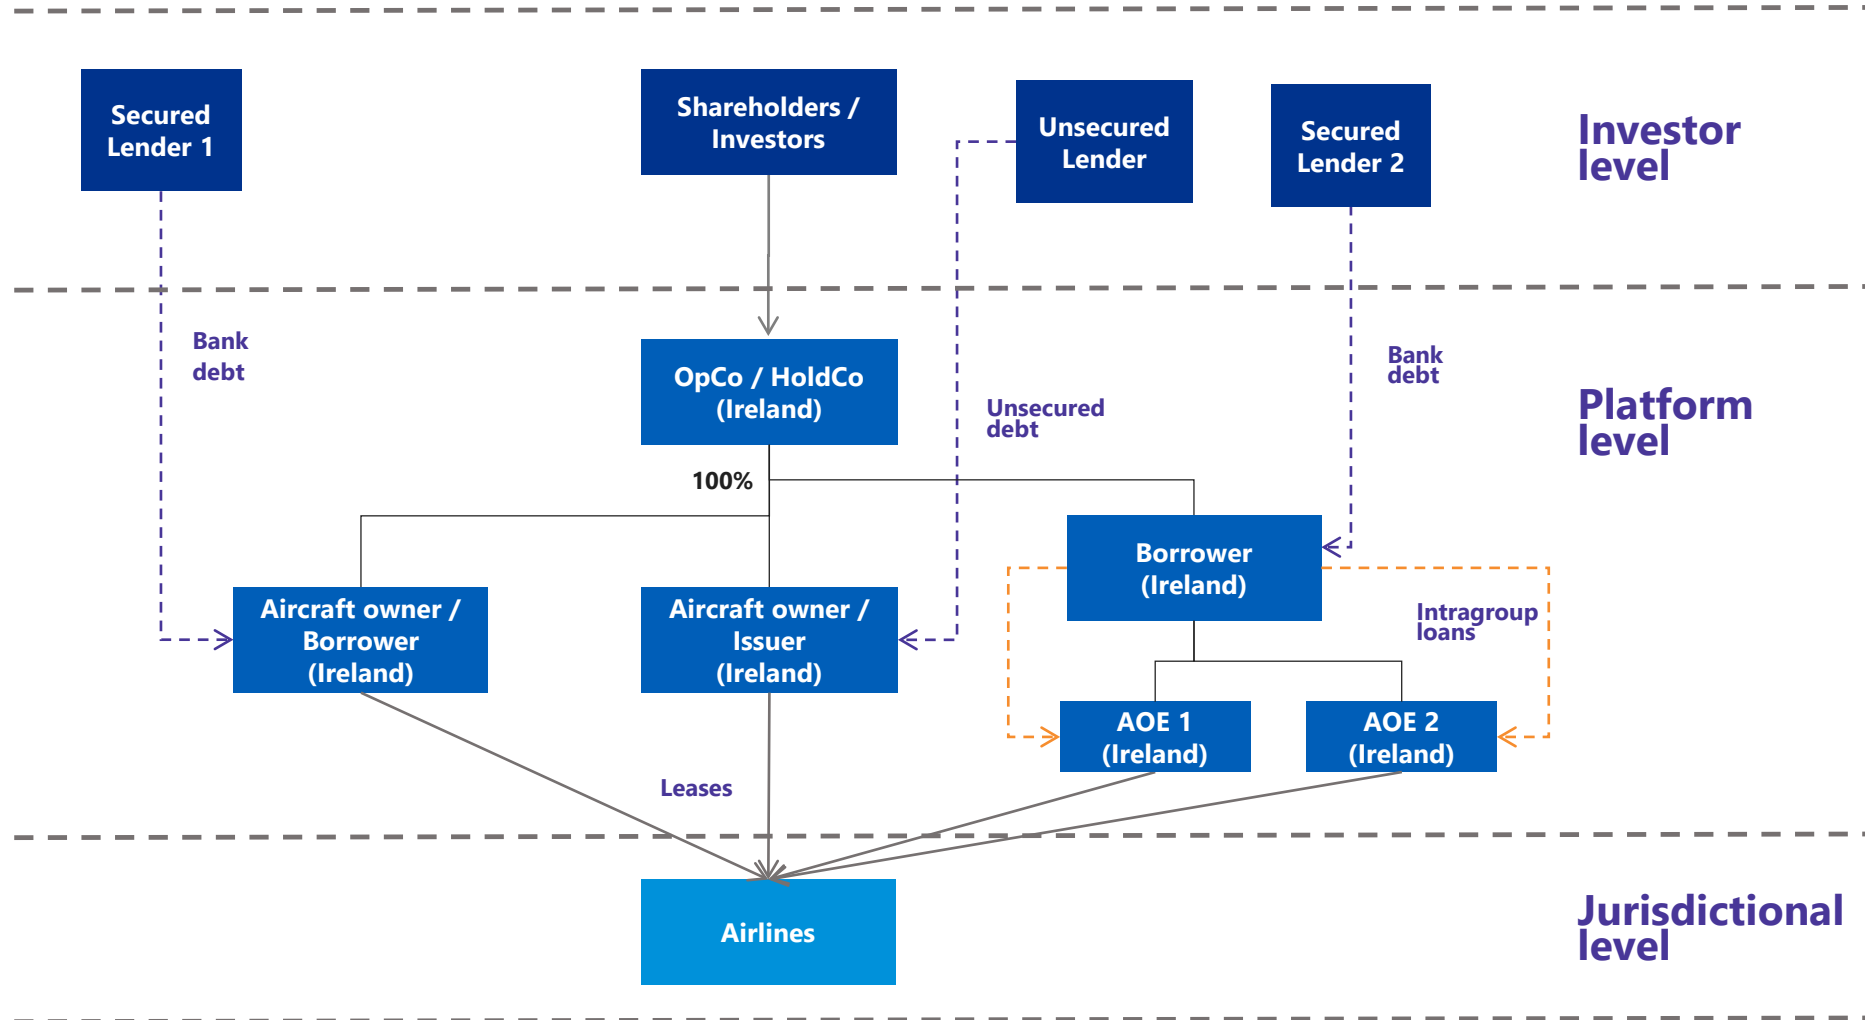 Secured
Lender 1
Shareholders /
Investors
Unsecured
Lender
Secured
Lender 2
Investor
level
Bank
debt
OpCo / HoldCo
(Ireland)
Unsecured
debt
Bank
debt
Platform
level
100%
Borrower
(Ireland)
Aircraft owner /
Borrower
(Ireland)
Aircraft owner /
Issuer
(Ireland)
Intragroup
loans
AOE 1
(Ireland)
AOE 2
(Ireland)
Leases
Airlines
Jurisdictional
level